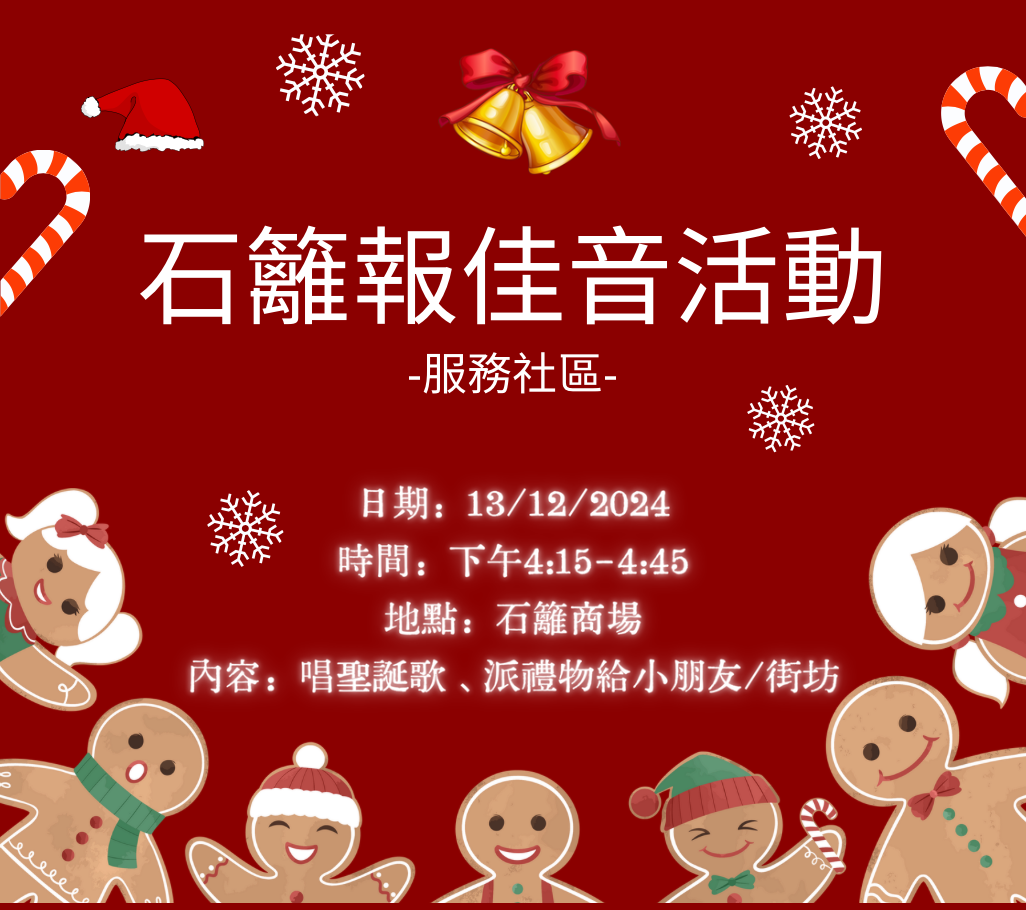 石籬報佳音活動
-服務社區-
日期：13/12/2024
時間：下午4:15-4:45
地點：石籬商場
內容：唱聖誕歌、派禮物給小朋友/街坊